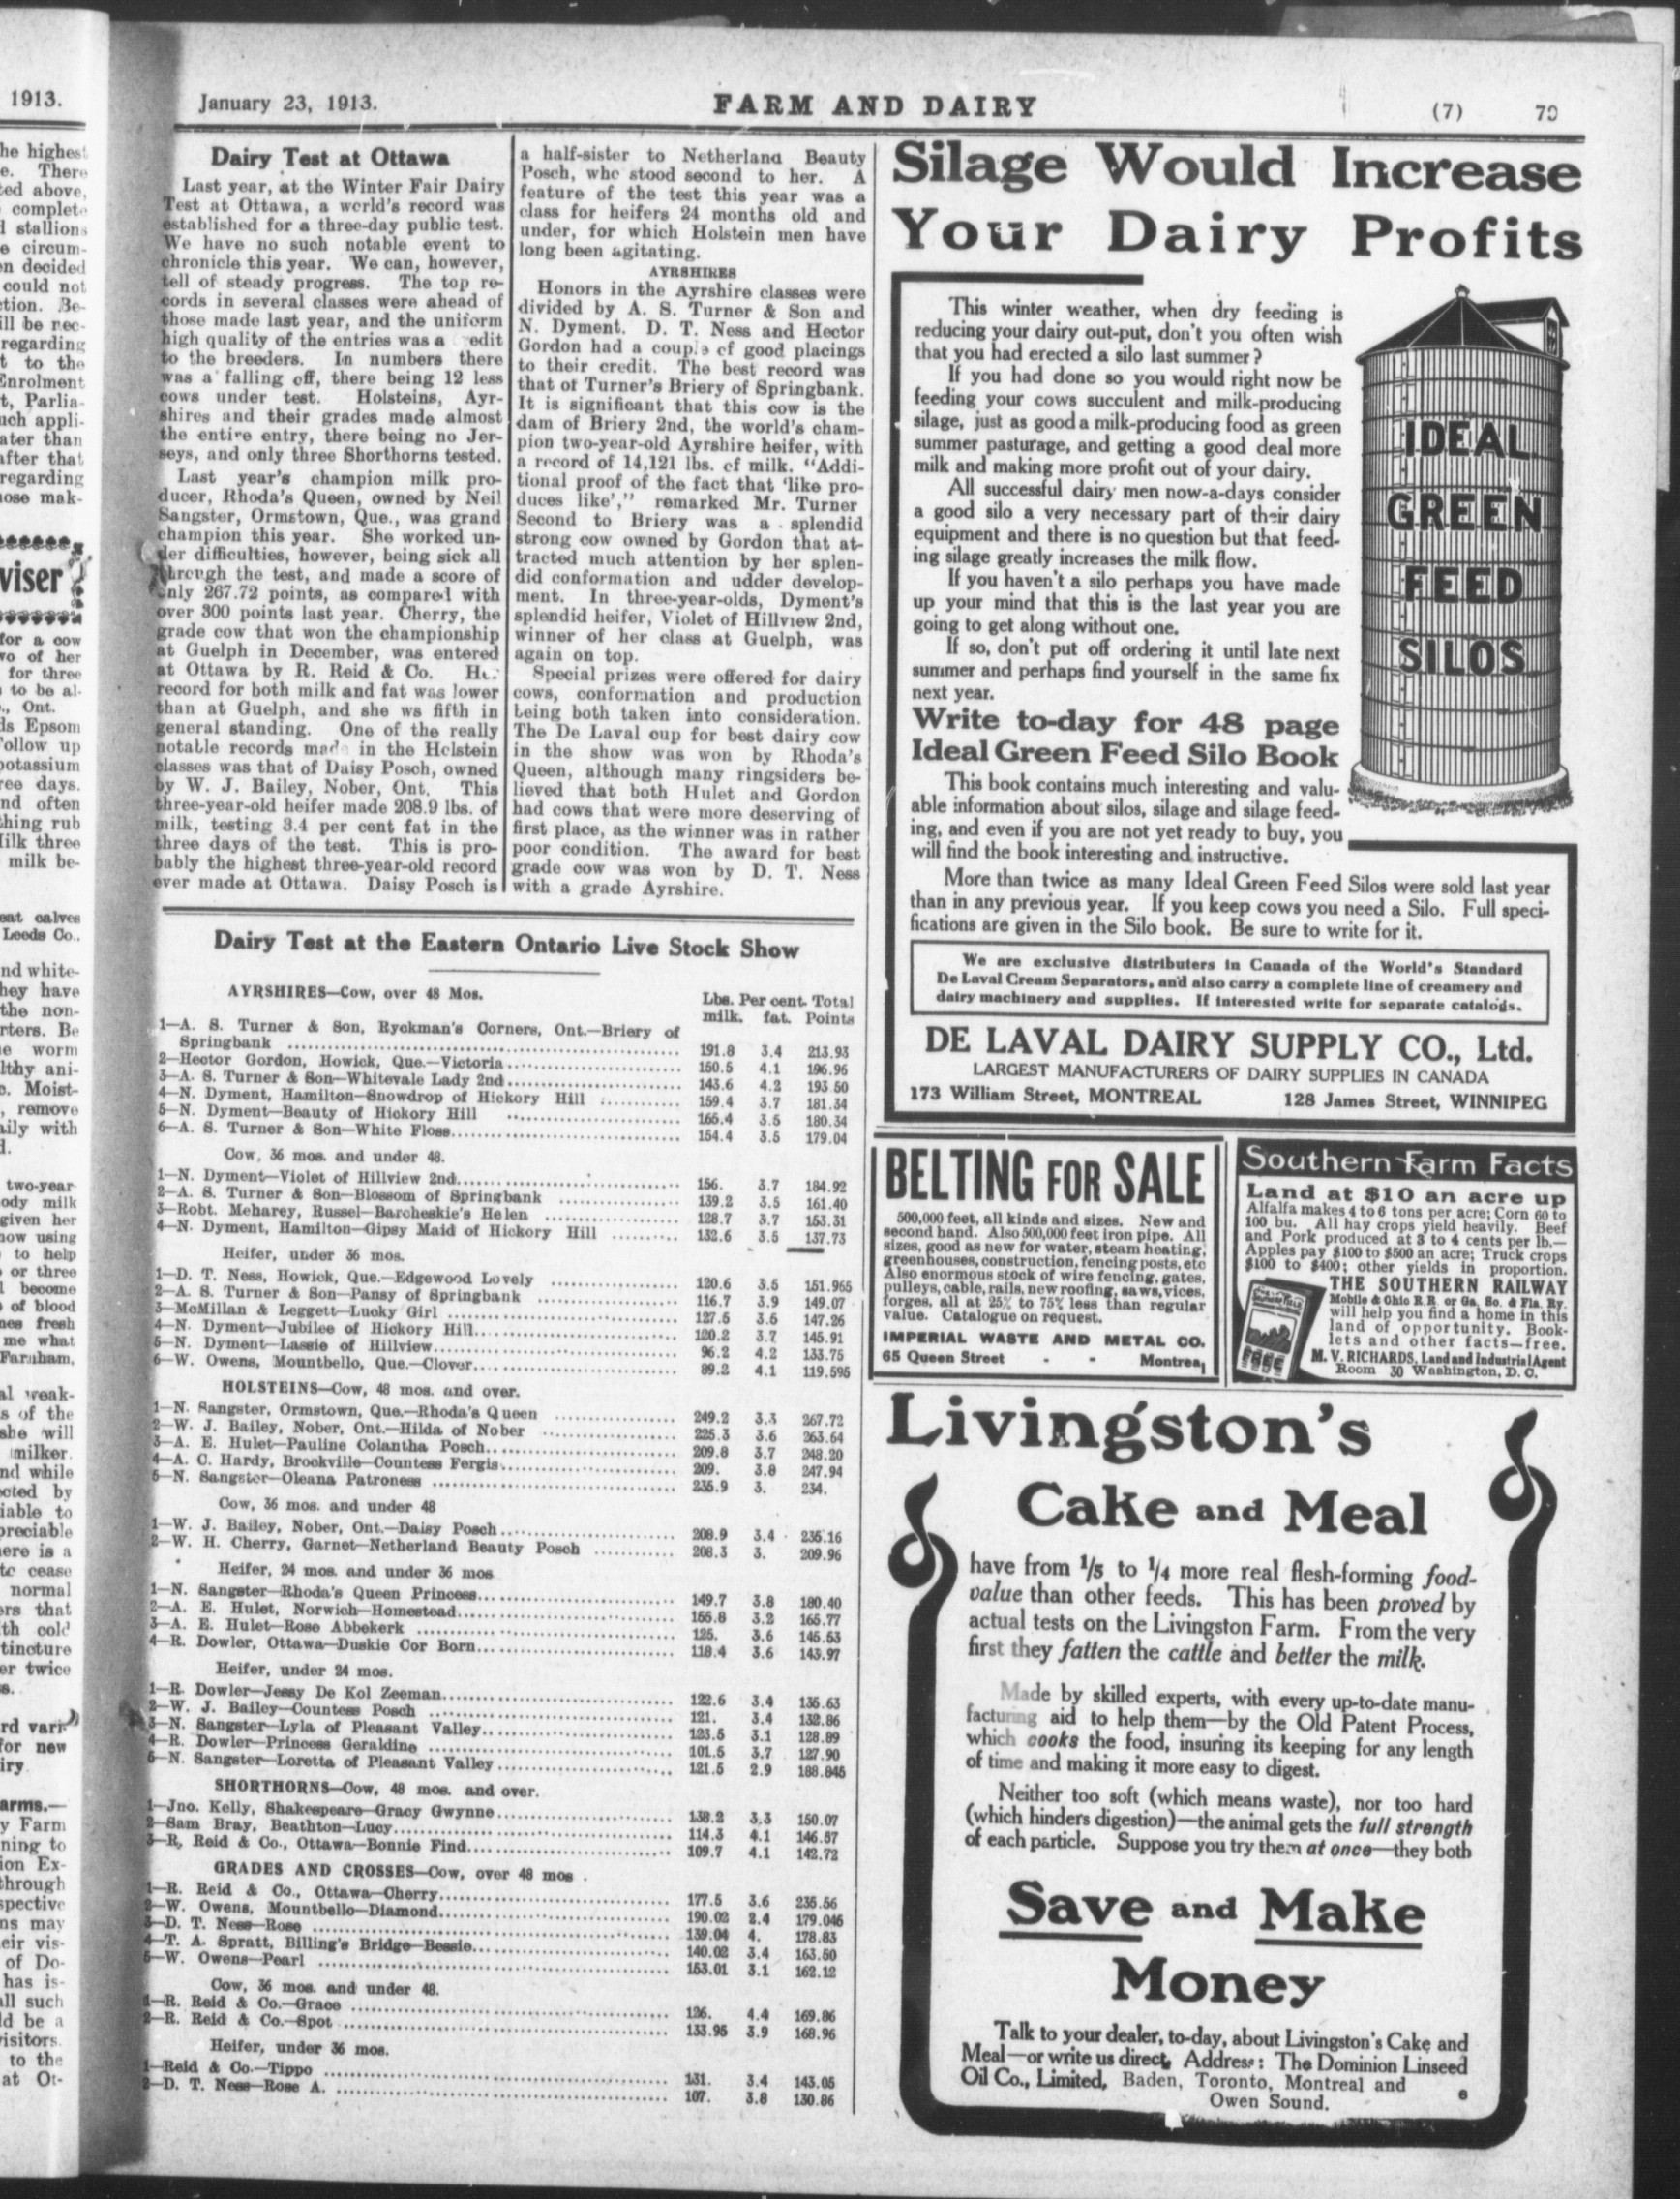 January 23, 1913.
FARM AND DAIRY
(7)
Dairy Test at Ottawa
Last year, at the Winter Fair Dairy
Test at Ottawa, a world's record was
established for a three-day public test.
We have no such notable event to
chronicle this year. We can, however,
tell of steady progress. The top re-
cords in several classes were ahead of
those made last year, and the uniform
high quality of the entries was a edit
to the breeders. In numbers there
was a falling off, there being 12 less
cows under test. Holsteins, Ayr-
shires and their grades made almost
the entire entry, there being no Jer-
seys, and only three Shorthorns tested.
Last year's champion milk pro-
ducer, Rhoda's Queen, owned by Neil
Sangster, Ormstown, Que., was grand
champion this year. She worked un-
der difficulties, however, being sick all
through the test, and made a score of
only 267.72 points, as compared with
over 300 points last year. Cherry, the
grade cow that won the championship
at Guelph in December, was entered
at Ottawa by R. Reid & Co. He.
record for both milk and fat was lower
than at Guelph, and she ws fifth in
general standing. One of the really
notable records made in the Holstein
classes was that of Daisy Posch, owned
by W. J. Bailey, Nober, Ont. This
three-year-old heifer made 208.9 lbs. of
milk, testing 3.4 per cent fat in the
three days of the test. This is pro-
bably the highest three-year-old record
ever made at Ottawa. Daisy Posch is
a half-sister to Netherland Beauty
Posch, who stood second to her. A
feature of the test this year was a
class for heifers 24 months old and
under, for which Holstein men have
long been agitating.
AYRSHIRES
Honors in the Ayrshire classes were
divided by A. S. Turner & Son and
N. Dyment. D. T. Ness and Hector
Gordon had a couple of good placings
to their credit. The best record was
that of Turner's Briery of Springbank.
It is significant that this cow is the
dam of Briery 2nd, the world's cham-
pion two-year-old Ayrshire heifer, with
a record of 14,121 lbs. of milk. "Addi-
tional proof of the fact that 'like pro-
duces like'," remarked Mr. Turner
Second to Briery was a splendid
strong cow owned by Gordon that at-
tracted much attention by her splen-
did conformation and udder develop-
ment. In three-year-olds, Dyment's
splendid heifer, Violet of Hillview 2nd,
winner of her class at Guelph, was
again on top.
Special prizes were offered for dairy
cows, conformation and production
being both taken into consideration.
The De Laval cup for best dairy cow
in the show was won by Rhoda's
Queen, although many ringsiders be-
lieved that both Hulet and Gordon
had cows that were more deserving of
first place, as the winner was in rather
poor condition. The award for best
grade cow was won by D. T. Ness
with a grade Ayrshire.
Dairy Test at the Eastern Ontario Live Stock Show
AYRSHIRES—Cow, over 48 Mos.
Lbs. Per cent. Total
milk. fat. Points
1—A. S. Turner & Son, Ryckman's Corners, Ont.—Briery of
Springbank 191.8 3.4 213.93
2—Hector Gordon, Howick, Que.—Victoria 160.5 4.1 196.96
3—A. S. Turner & Son—Whitevale Lady 2nd 143.6 4.2 193.50
4—N. Dyment, Hamilton—Snowdrop of Hickory Hill 159.4 3.7 181.34
5—N. Dyment—Beauty of Hickory Hill 165.4 3.5 180.34
6—A. S. Turner & Son—White Floss 154.4 3.5 179.04
Cow, 36 mos. and under 48.
1—N. Dyment—Violet of Hillview 2nd 156. 3.7 184.92
2—A. S. Turner & Son—Blossom of Springbank 139.2 3.5 161.40
3—Robt. Meharey, Russel—Barcheskie's Helen 128.7 3.7 153.31
4—N. Dyment, Hamilton—Gipsy Maid of Hickory Hill 132.6 3.5 137.73
Heifer, under 36 mos.
1—D. T. Ness, Howick, Que.—Edgewood Lovely 120.6 3.5 151.965
2—A. S. Turner & Son—Pansy of Springbank 116.7 3.9 149.07
3—McMillan & Leggett—Lucky Girl 127.5 3.5 147.26
4—N. Dyment—Jubilee of Hickory Hill 120.2 3.7 145.91
5—N. Dyment—Lassie of Hillview 96.2 4.2 133.75
6—W. Owens, Mountbello, Que.—Clover 89.2 4.1 119.595
HOLSTEINS—Cow, 48 mos. and over.
1—N. Sangster, Ormstown, Que.—Rhoda's Queen 249.2 3.3 267.72
2—W. J. Bailey, Nober, Ont.—Hilda of Nober 225.3 3.6 263.64
3—A. E. Hulet—Pauline Colantha Posch 209.8 3.7 248.20
4—A. C. Hardy, Brockville—Countess Fergis 209. 3.8 247.94
5—N. Sangster—Oleana Patroness 235.9 3. 234.
Cow, 36 mos. and under 48
1—W. J. Bailey, Nober, Ont.—Daisy Posch 208.9 3.4 235.16
2—W. H. Cherry, Garnet—Netherland Beauty Posch 208.3 3. 209.96
Heifer, 24 mos. and under 36 mos
1—N. Sangster—Rhoda's Queen Princess 149.7 3.8 180.40
2—A. E. Hulet, Norwich—Homestead 155.8 3.2 165.77
3—A. E. Hulet—Rose Abbekerk 125. 3.6 145.53
4—R. Dowler, Ottawa—Duskie Cor Born 118.4 3.6 143.97
Heifer, under 24 mos.
1—R. Dowler—Jessy De Kol Zeeman 122.6 3.4 135.63
2—W. J. Bailey—Countess Posch 121. 3.4 132.86
3—N. Sangster—Lyla of Pleasant Valley 123.5 3.1 128.89
4—R. Dowler—Princess Geraldine 101.5 3.7 127.90
5—N. Sangster—Loretta of Pleasant Valley 121.5 2.9 188.845
SHORTHORNS—Cow, 48 mos. and over.
1—Jno. Kelly, Shakespeare—Gracy Gwynne 138.2 3.3 150.07
2—Sam Bray, Beathton—Lucy 114.3 4.1 146.57
3—R. Reid & Co., Ottawa—Bonnie Find 109.7 4.1 142.72
GRADES AND CROSSES—Cow, over 48 mos.
1—R. Reid & Co., Ottawa—Cherry 177.5 3.6 235.56
2—W. Owens, Mountbello—Diamond 190.02 2.4 179.045
3—D. T. Ness—Rose 139.04 4. 178.83
4—T. A. Spratt, Billing's Bridge—Bessie 140.02 3.4 163.50
5—W. Owens—Pearl 153.01 3.1 162.12
Cow, 36 mos. and under 48.
1—R. Reid & Co.—Grace 126. 4.4 169.86
2—R. Reid & Co.—Spot 133.95 3.9 168.96
Heifer, under 36 mos.
1—Reid & Co.—Tippo 131. 3.4 143.05
2—D. T. Ness—Rose A. 107. 3.8 130.86
Silage Would Increase
Your Dairy Profits
This winter weather, when dry feeding is
reducing your dairy out-put, don't you often wish
that you had erected a silo last summer?
If you had done so you would right now be
feeding your cows succulent and milk-producing
silage, just as good a milk-producing food as green
summer pasturage, and getting a good deal more
milk and making more profit out of your dairy.
All successful dairy men now-a-days consider
a good silo a very necessary part of their dairy
equipment and there is no question but that feed-
ing silage greatly increases the milk flow.
If you haven't a silo perhaps you have made
up your mind that this is the last year you are
going to get along without one.
If so, don't put off ordering it until late next
summer and perhaps find yourself in the same fix
next year.
IDEAL
GREEN
FEED
SILOS
Write to-day for 48 page
Ideal Green Feed Silo Book
This book contains much interesting and valu-
able information about silos, silage and silage feed-
ing, and even if you are not yet ready to buy, you
will find the book interesting and instructive.
More than twice as many Ideal Green Feed Silos were sold last year
than in any previous year. If you keep cows you need a Silo. Full speci-
fications are given in the Silo book. Be sure to write for it.
We are exclusive distributers in Canada of the World's Standard
De Laval Cream Separators, and also carry a complete line of creamery and
dairy machinery and supplies. If interested write for separate catalogs.
DE LAVAL DAIRY SUPPLY CO., Ltd.
LARGEST MANUFACTURERS OF DAIRY SUPPLIES IN CANADA
173 William Street, MONTREAL 128 James Street, WINNIPEG
BELTING FOR SALE
500,000 feet, all kinds and sizes. New and
second hand. Also 500,000 feet iron pipe. All
sizes, good as new for water, steam heating,
greenhouses, construction, fencing posts, etc
Also enormous stock of wire fencing, gates,
pulleys, cable, rails, new roofing, saws, vices,
forges, all at 25% to 75% less than regular
value. Catalogue on request.
IMPERIAL WASTE AND METAL CO.
65 Queen Street - - Montreal
Southern Farm Facts
Land at $10 an acre up
Alfalfa makes 4 to 6 tons per acre; Corn 60 to
100 bu. All hay crops yield heavily. Beef
and Pork produced at 3 to 4 cents per lb.—
Apples pay $100 to $500 an acre; Truck crops
$100 to $400; other yields in proportion.
THE SOUTHERN RAILWAY
Mobile & Ohio R.R. or Ga. So. & Fla. Ry.
will help you find a home in this
land of opportunity. Book-
lets and other facts—free.
M. V. RICHARDS, Land and Industrial Agent
Room 30 Washington, D. C.
Livingston's
Cake and Meal
have from 1/5 to 1/4 more real flesh-forming food-
value than other feeds. This has been proved by
actual tests on the Livingston Farm. From the very
first they fatten the cattle and better the milk.
Made by skilled experts, with every up-to-date manu-
facturing aid to help them—by the Old Patent Process,
which cooks the food, insuring its keeping for any length
of time and making it more easy to digest.
Neither too soft (which means waste), nor too hard
(which hinders digestion)—the animal gets the full strength
of each particle. Suppose you try them at once—they both
Save and Make
Money
Talk to your dealer, to-day, about Livingston's Cake and
Meal—or write us direct. Address: The Dominion Linseed
Oil Co., Limited, Baden, Toronto, Montreal and
Owen Sound. 6